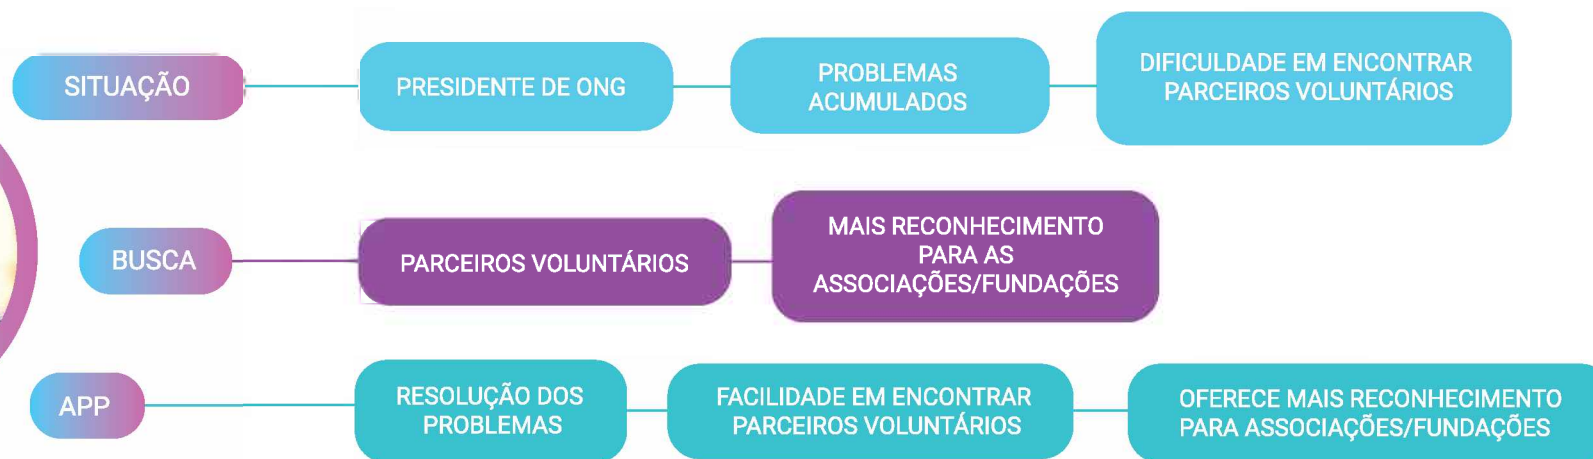 SITUAÇÃO
PRESIDENTE DE ONG
PROBLEMAS
ACUMULADOS
DIFICULDADE EM ENCONTRAR
PARCEIROS VOLUNTÁRIOS
BUSCA
PARCEIROS VOLUNTÁRIOS
MAIS RECONHECIMENTO
PARA AS
ASSOCIAÇÕES/FUNDAÇÕES
APP
RESOLUÇÃO DOS
PROBLEMAS
FACILIDADE EM ENCONTRAR
PARCEIROS VOLUNTÁRIOS
OFERECE MAIS RECONHECIMENTO
PARA ASSOCIAÇÕES/FUNDAÇÕES